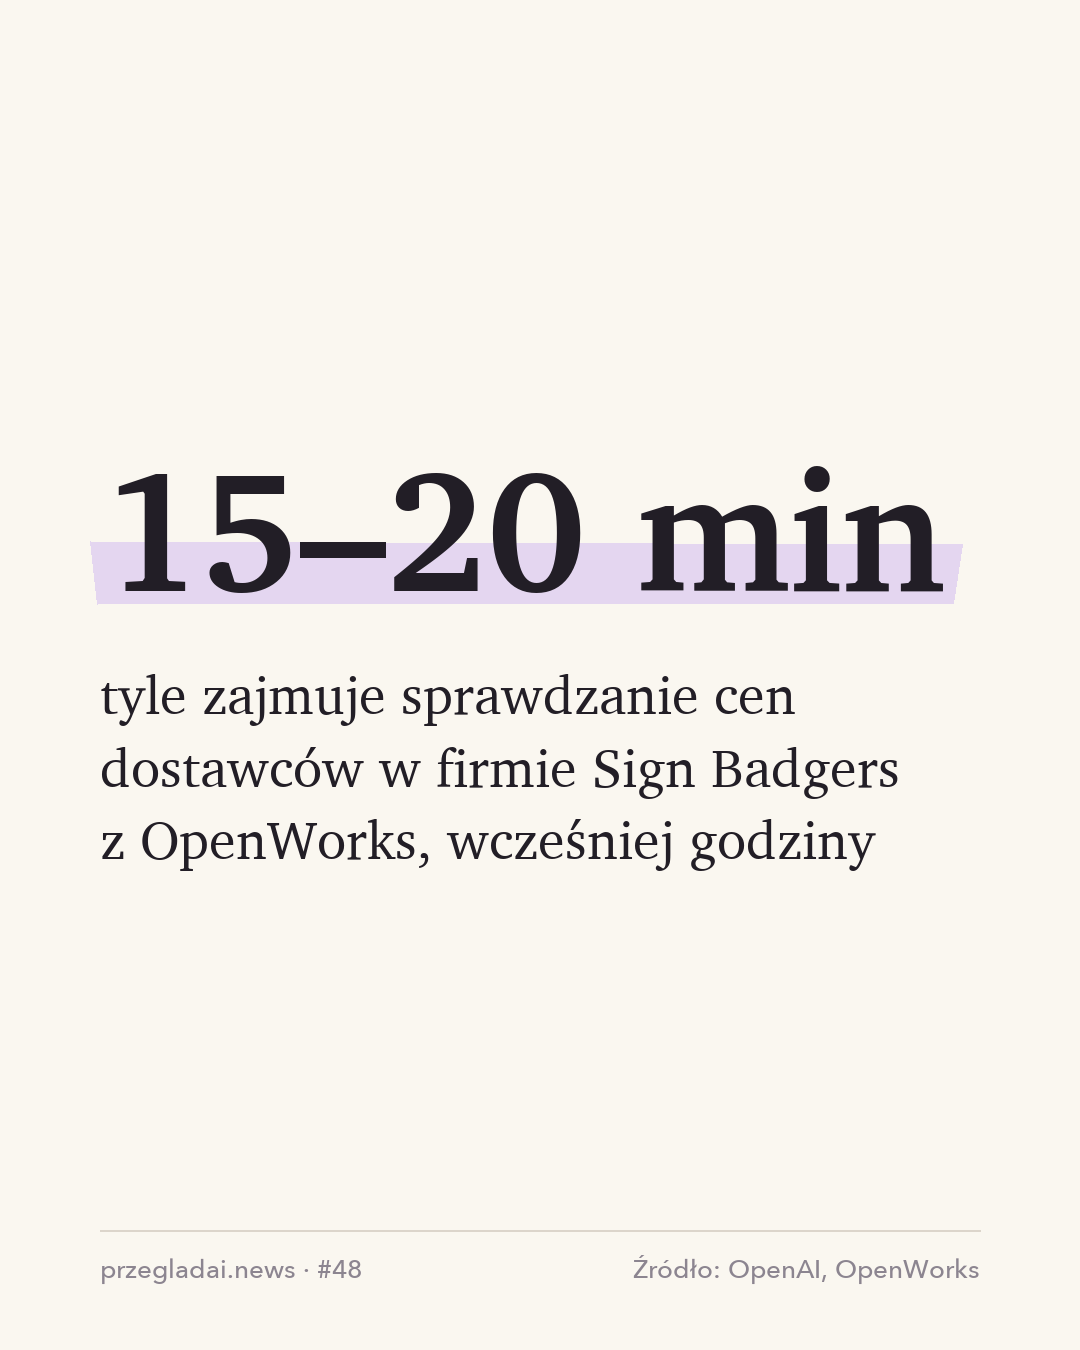 15–20 min
tyle zajmuje sprawdzanie cen
dostawców w firmie Sign Badgers
z OpenWorks, wcześniej godziny
przegladai.news · #48
Źródło: OpenAI, OpenWorks